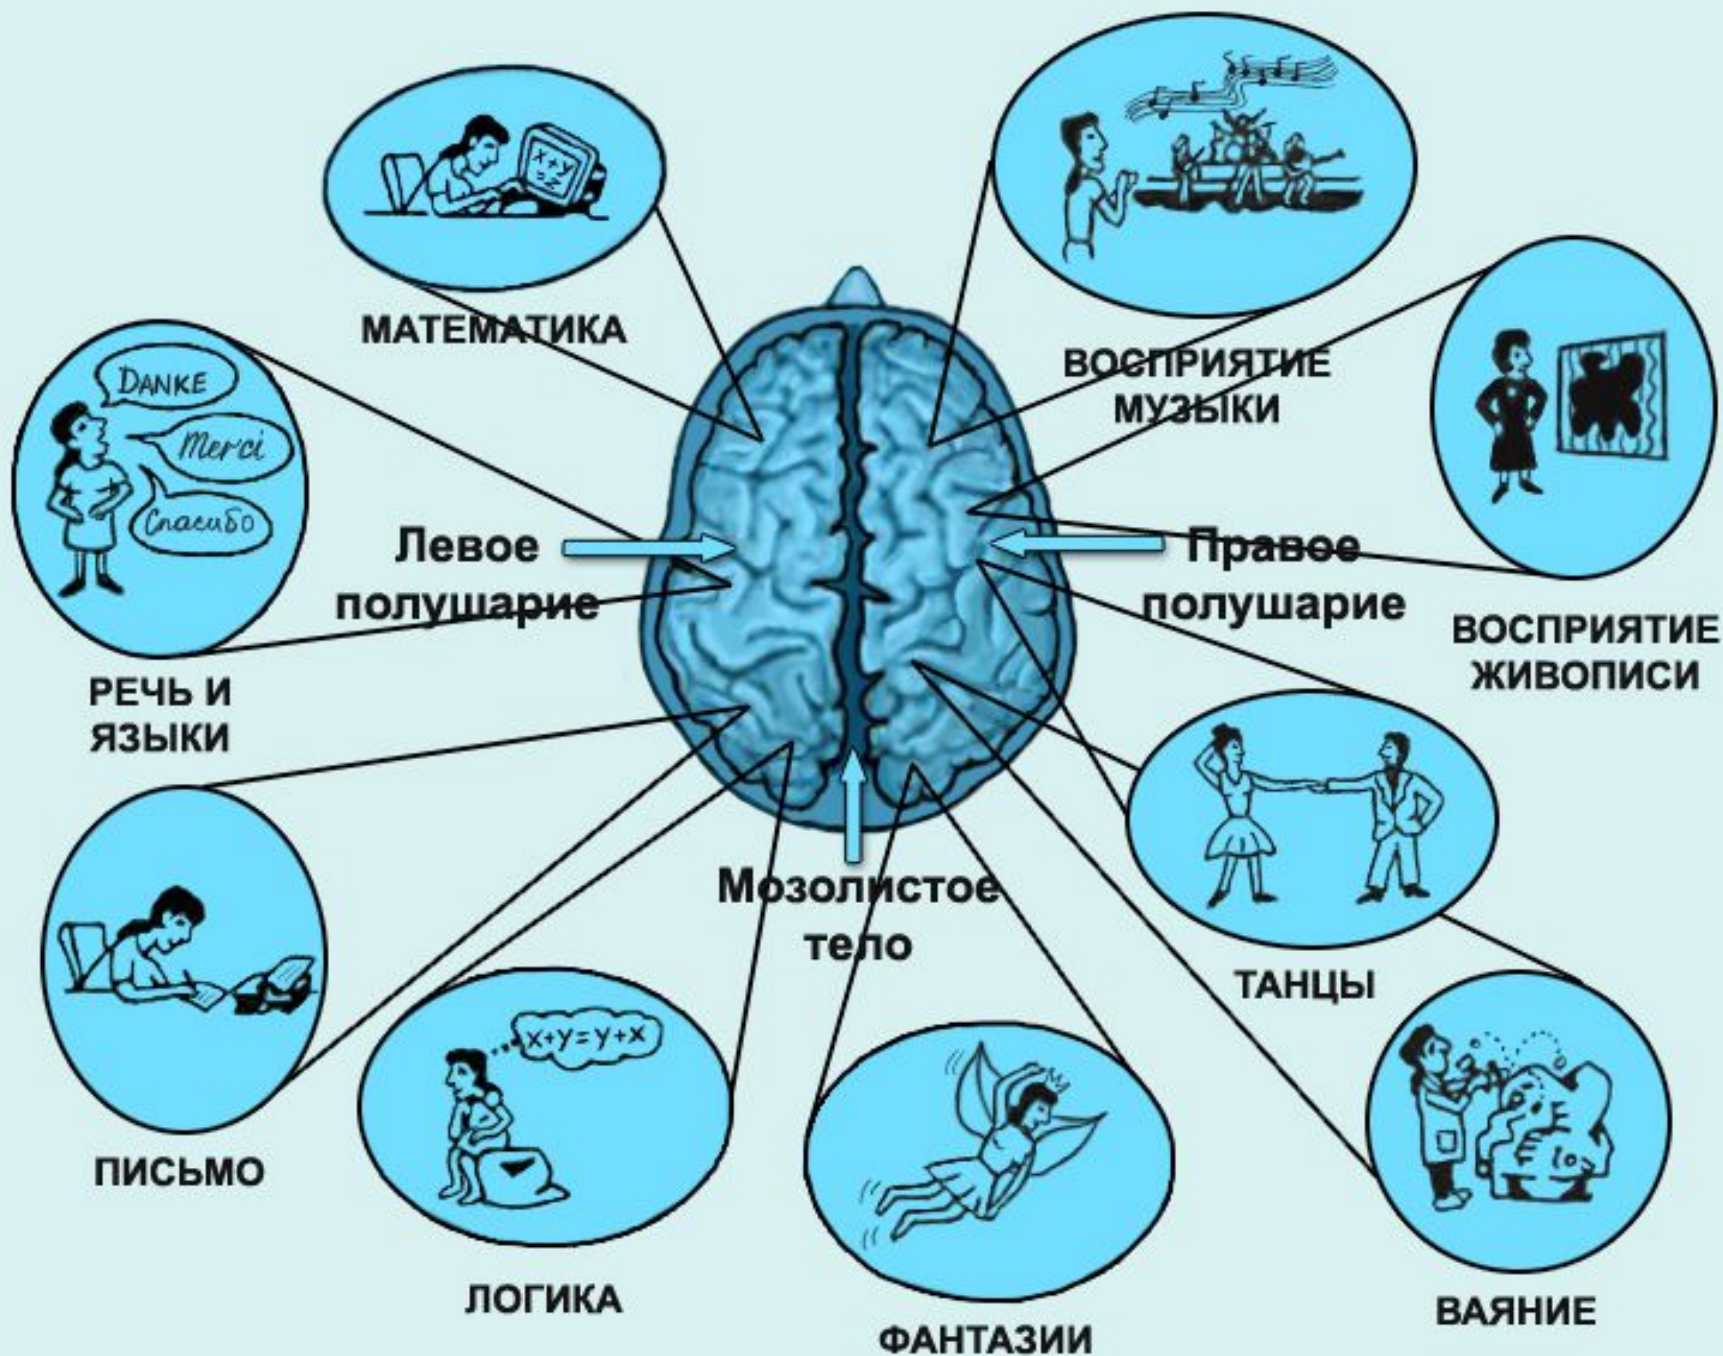 X+Y
=Z
МАТЕМАТИКА
ВОСПРИЯТИЕ
МУЗЫКИ
DANKE
Merci
Спасибо
РЕЧЬ И
ЯЗЫКИ
Левое
полушарие
Правое
полушарие
ВОСПРИЯТИЕ
ЖИВОПИСИ
Мозолистое
тело
ТАНЦЫ
ПИСЬМО
X+Y=Y+X
ЛОГИКА
ФАНТАЗИИ
ВАЯНИЕ